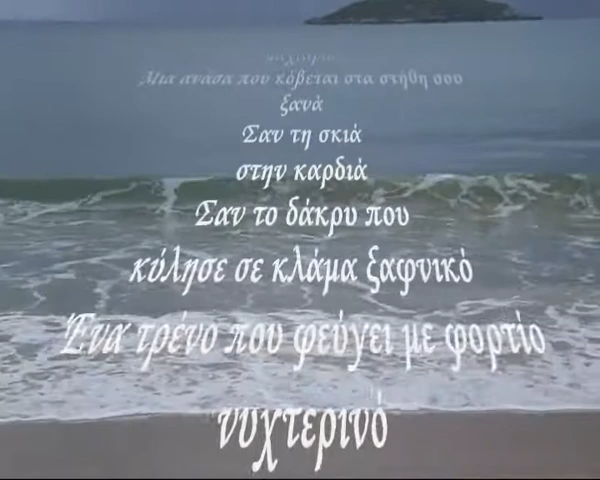 Μια ανάσα που κόβεται στα στήθη σου
ξανά
Σαν τη σκιά
στην καρδιά
Σαν το δάκρυ που
κύλησε σε κλάμα ξαφνικό
Ένα τρένο που φεύγει με φορτίο
νυχτερινό